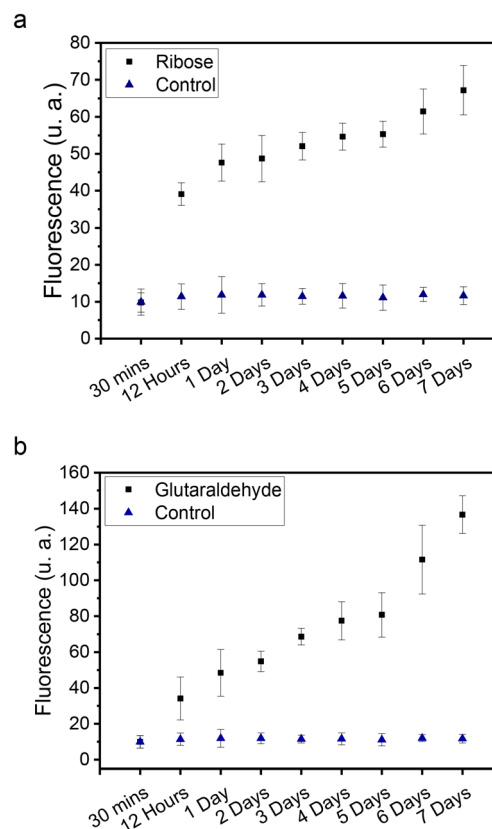 a
Fluorescence (u. a.)
80
70
60
50
40
30
20
10
0
Ribose
Control
30 mins
12 Hours
1 Day
2 Days
3 Days
4 Days
5 Days
6 Days
7 Days
b
Fluorescence (u. a.)
160
140
120
100
80
60
40
20
0
Glutaraldehyde
Control
30 mins
12 Hours
1 Day
2 Days
3 Days
4 Days
5 Days
6 Days
7 Days